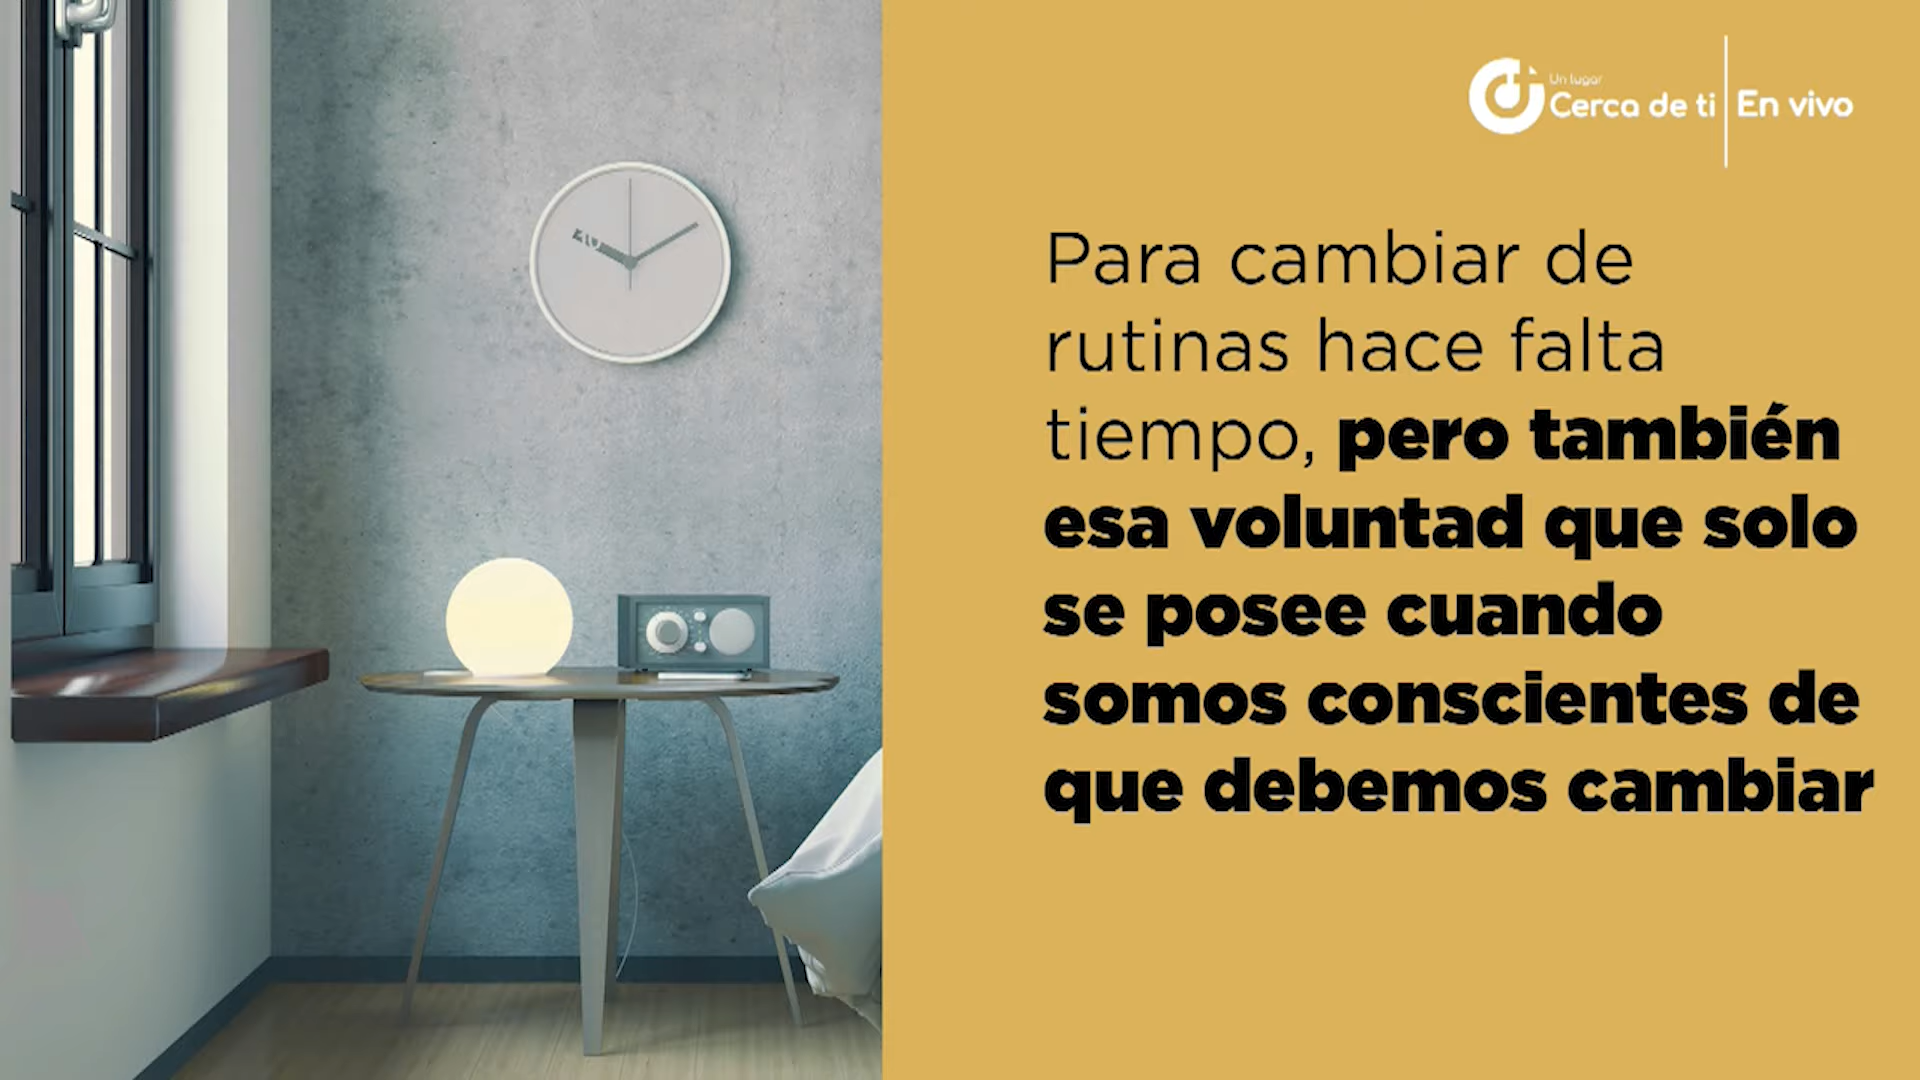 Un lugar
Cerca de ti
En vivo
Para cambiar de
rutinas hace falta
tiempo, pero también
esa voluntad que solo
se posee cuando
somos conscientes de
que debemos cambiar